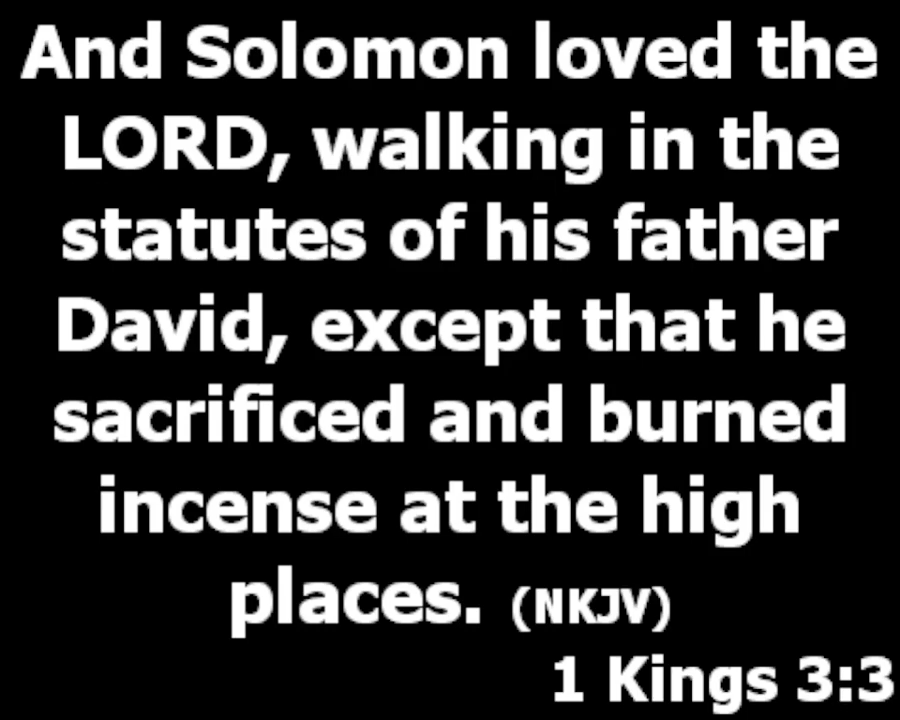 And Solomon loved the
LORD, walking in the
statutes of his father
David, except that he
sacrificed and burned
incense at the high
places. (NKJV)
1 Kings 3:3